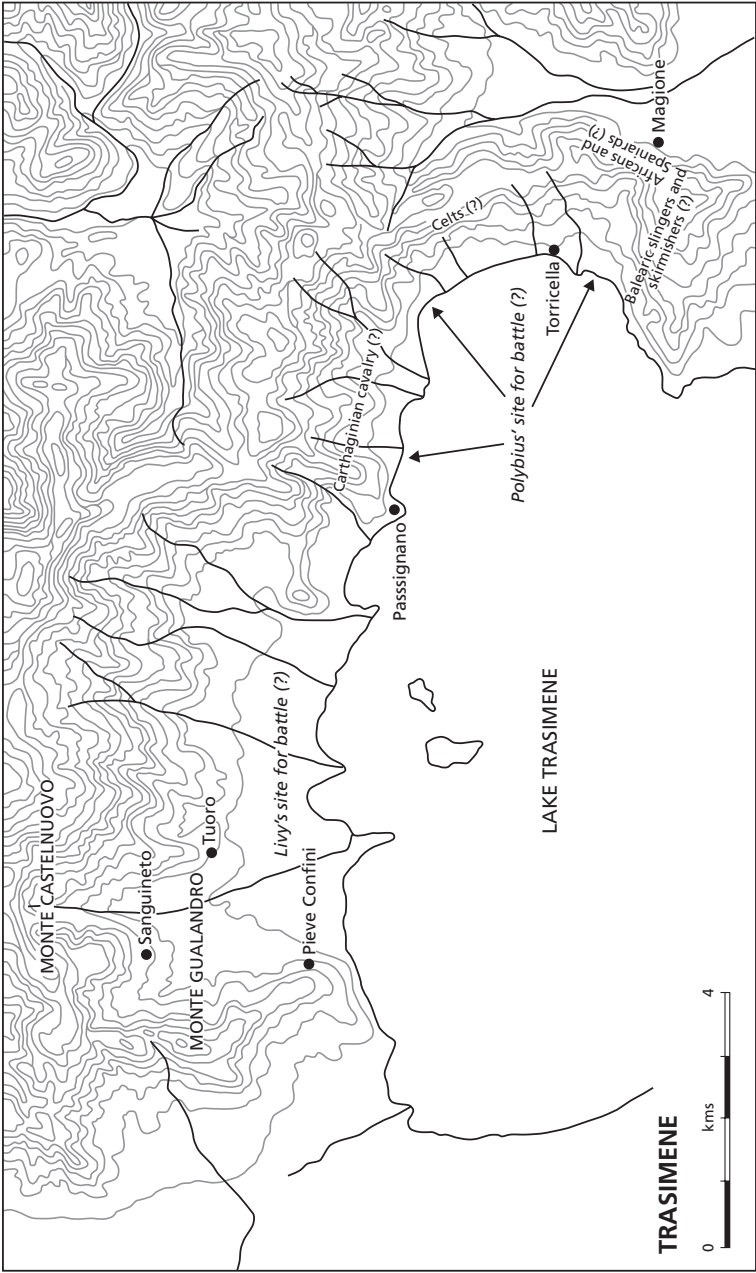 MONTE CASTELNUOVO
Sanguineto
MONTE GUALANDRO
Tuoro
Livy's site for battle (?)
Pieve Confini
Passsignano
Carthaginian cavalry (?)
Celts (?)
Polybius' site for battle (?)
Torricella
Africans and
Spaniards (?)
Magione
Balearic slingers and
skirmishers (?)
LAKE TRASIMENE
TRASIMENE
0 kms 4